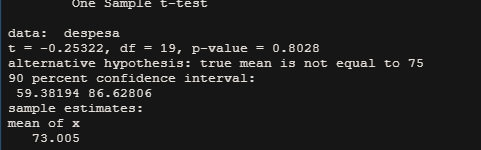 One Sample t-test
data:  despesa
t = -0.25322, df = 19, p-value = 0.8028
alternative hypothesis: true mean is not equal to 75
90 percent confidence interval:
 59.38194 86.62806
sample estimates:
mean of x
   73.005